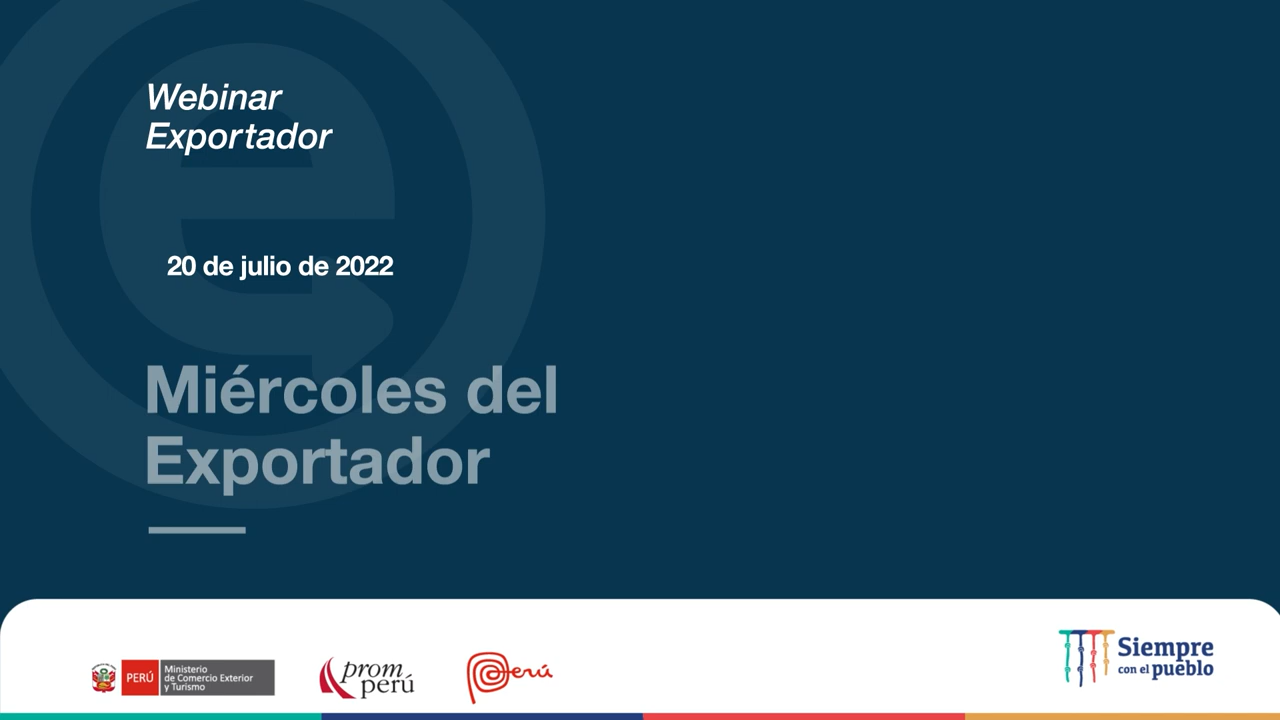 Webinar
Exportador
20 de julio de 2022
Miércoles del
Exportador
PERÚ
Ministerio
de Comercio Exterior
y Turismo
prom
perú
Perú
Siempre
con el pueblo